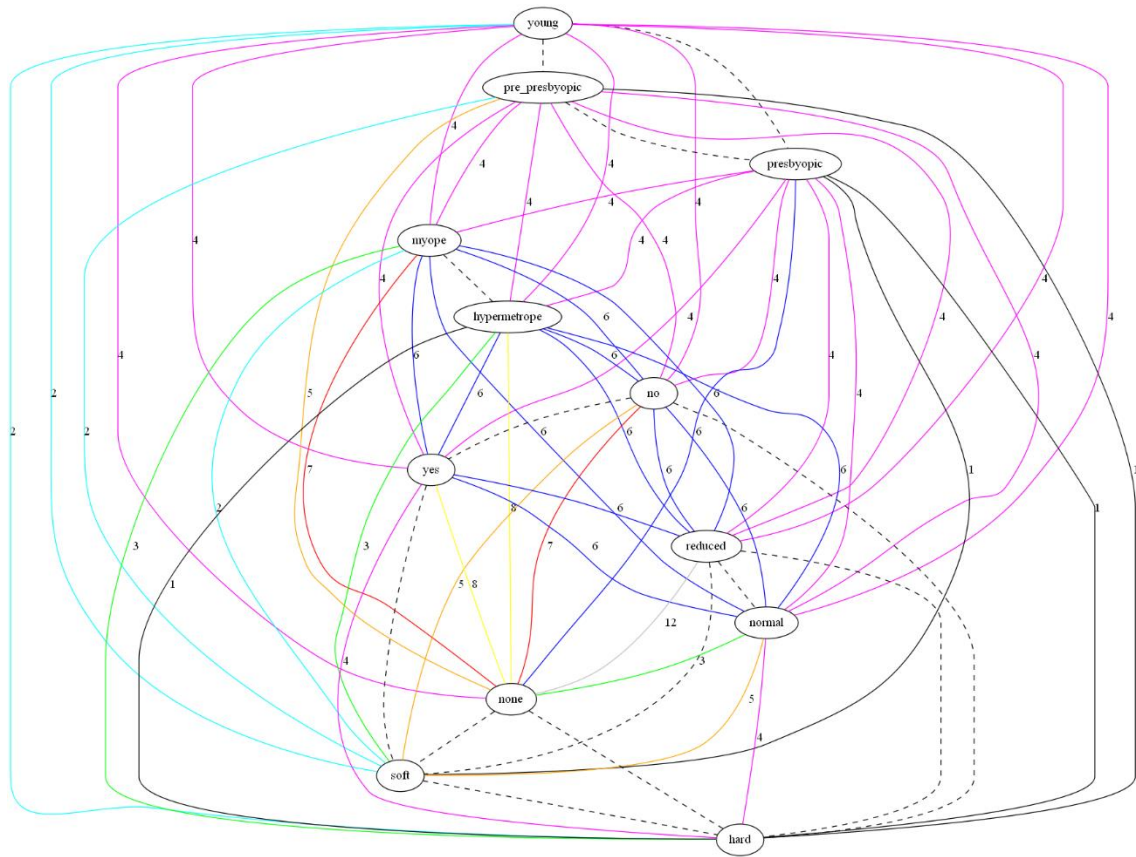 young
pre_presbyopic
4
presbyopic
4 4
4 4 4
myope
4 4 4
hypermetrope
4 4 4 4
6 4 4
4 6 6 4 4
2 5 no 4
6 6
2 2 yes 6 6 6 6
7 6 6 1 1
2 8 6 6 1
3 3 7 reduced
1 5 8
12 normal
4 3
none 5
4
soft
hard